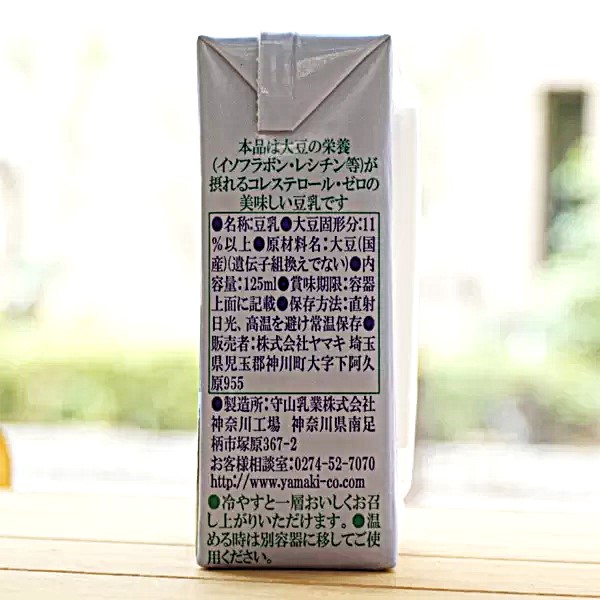 本品は大豆の栄養
(イソフラボン・レシチン等)が
摂れるコレステロール・ゼロの
美味しい豆乳です
●名称:豆乳●大豆固形分:11
%以上●原材料名:大豆(国
産)(遺伝子組換えでない)●内
容量:125ml●賞味期限:容器
上面に記載●保存方法:直射
日光、高温を避け常温保存●
販売者:株式会社ヤマキ 埼玉
県児玉郡神川町大字下阿久
原955
●製造所:守山乳業株式会社
神奈川工場 神奈川県南足
柄市塚原367-2
お客様相談室:0274-52-7070
http://www.yamaki-co.com
●冷やすと一層おいしくお召
し上がりいただけます。●温
める時は別容器に移してご使
用ください。